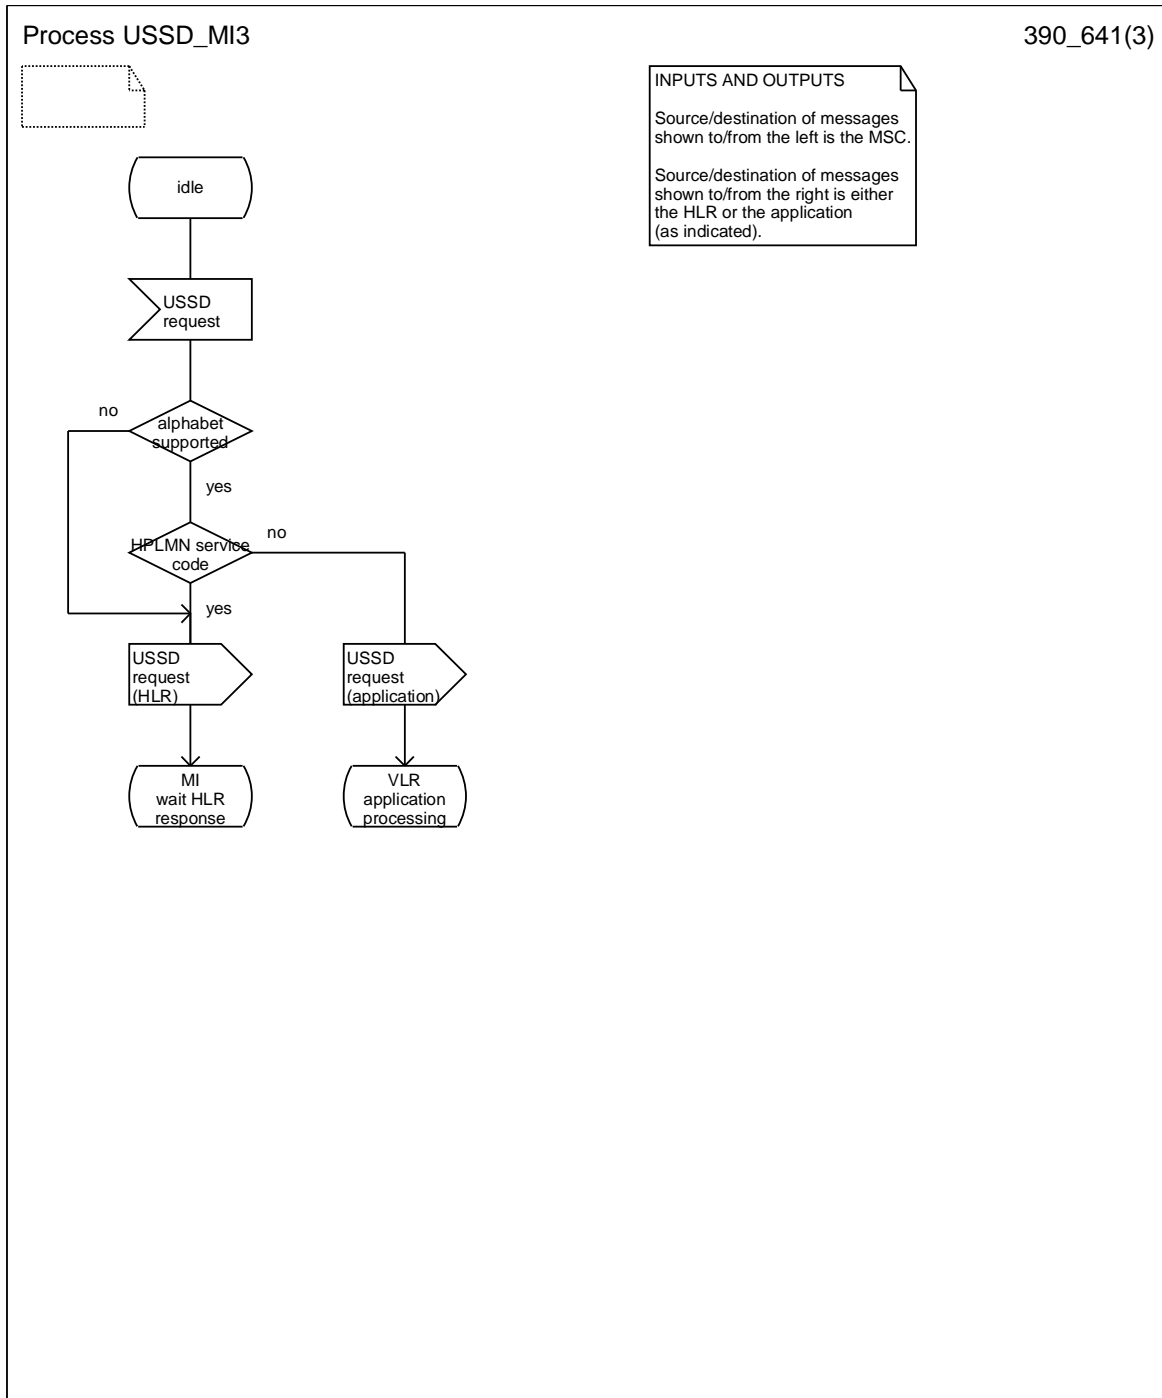 Process USSD_MI3
390_641(3)
INPUTS AND OUTPUTS
Source/destination of messages
shown to/from the left is the MSC.
Source/destination of messages
shown to/from the right is either
the HLR or the application
(as indicated).
idle
USSD
request
alphabet
supported
no
yes
HPLMN service
code
no
yes
USSD
request
(HLR)
USSD
request
(application)
MI
wait HLR
response
VLR
application
processing